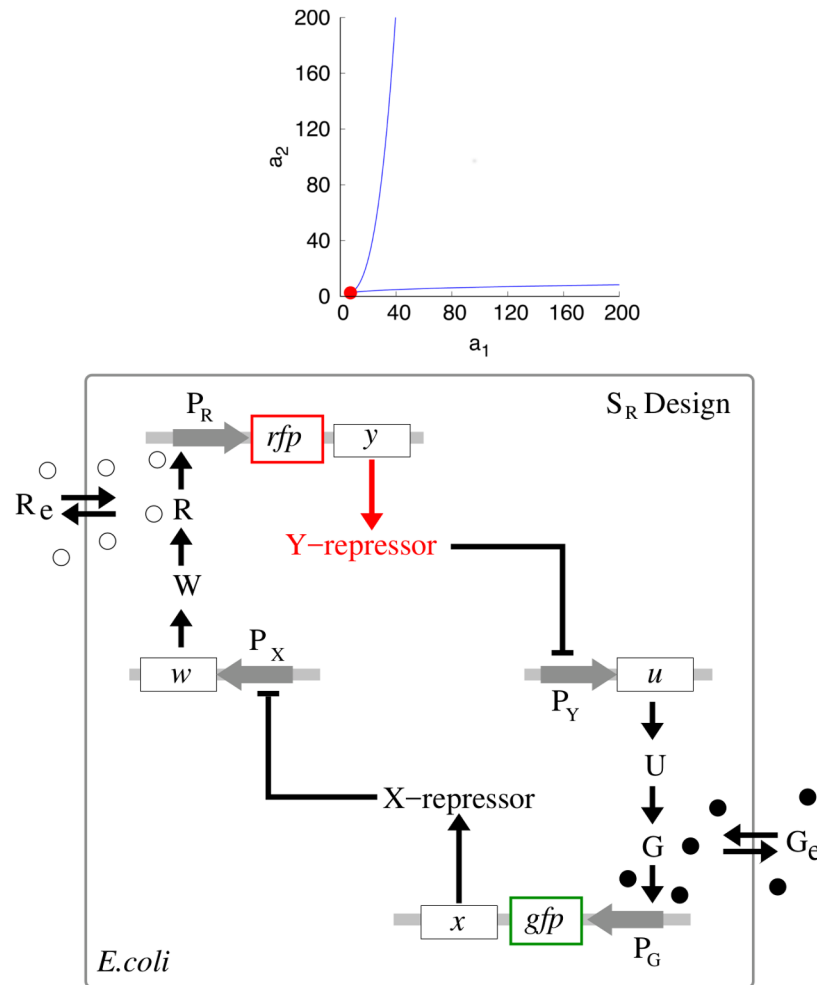 200
160
120
80
40
0
a2
0 40 80 120 160 200
a1
SR Design
PR
rfp y
Re
R
Y−repressor
W
PX
w
u
PY
U
X−repressor
G
Ge
x gfp
PG
E.coli